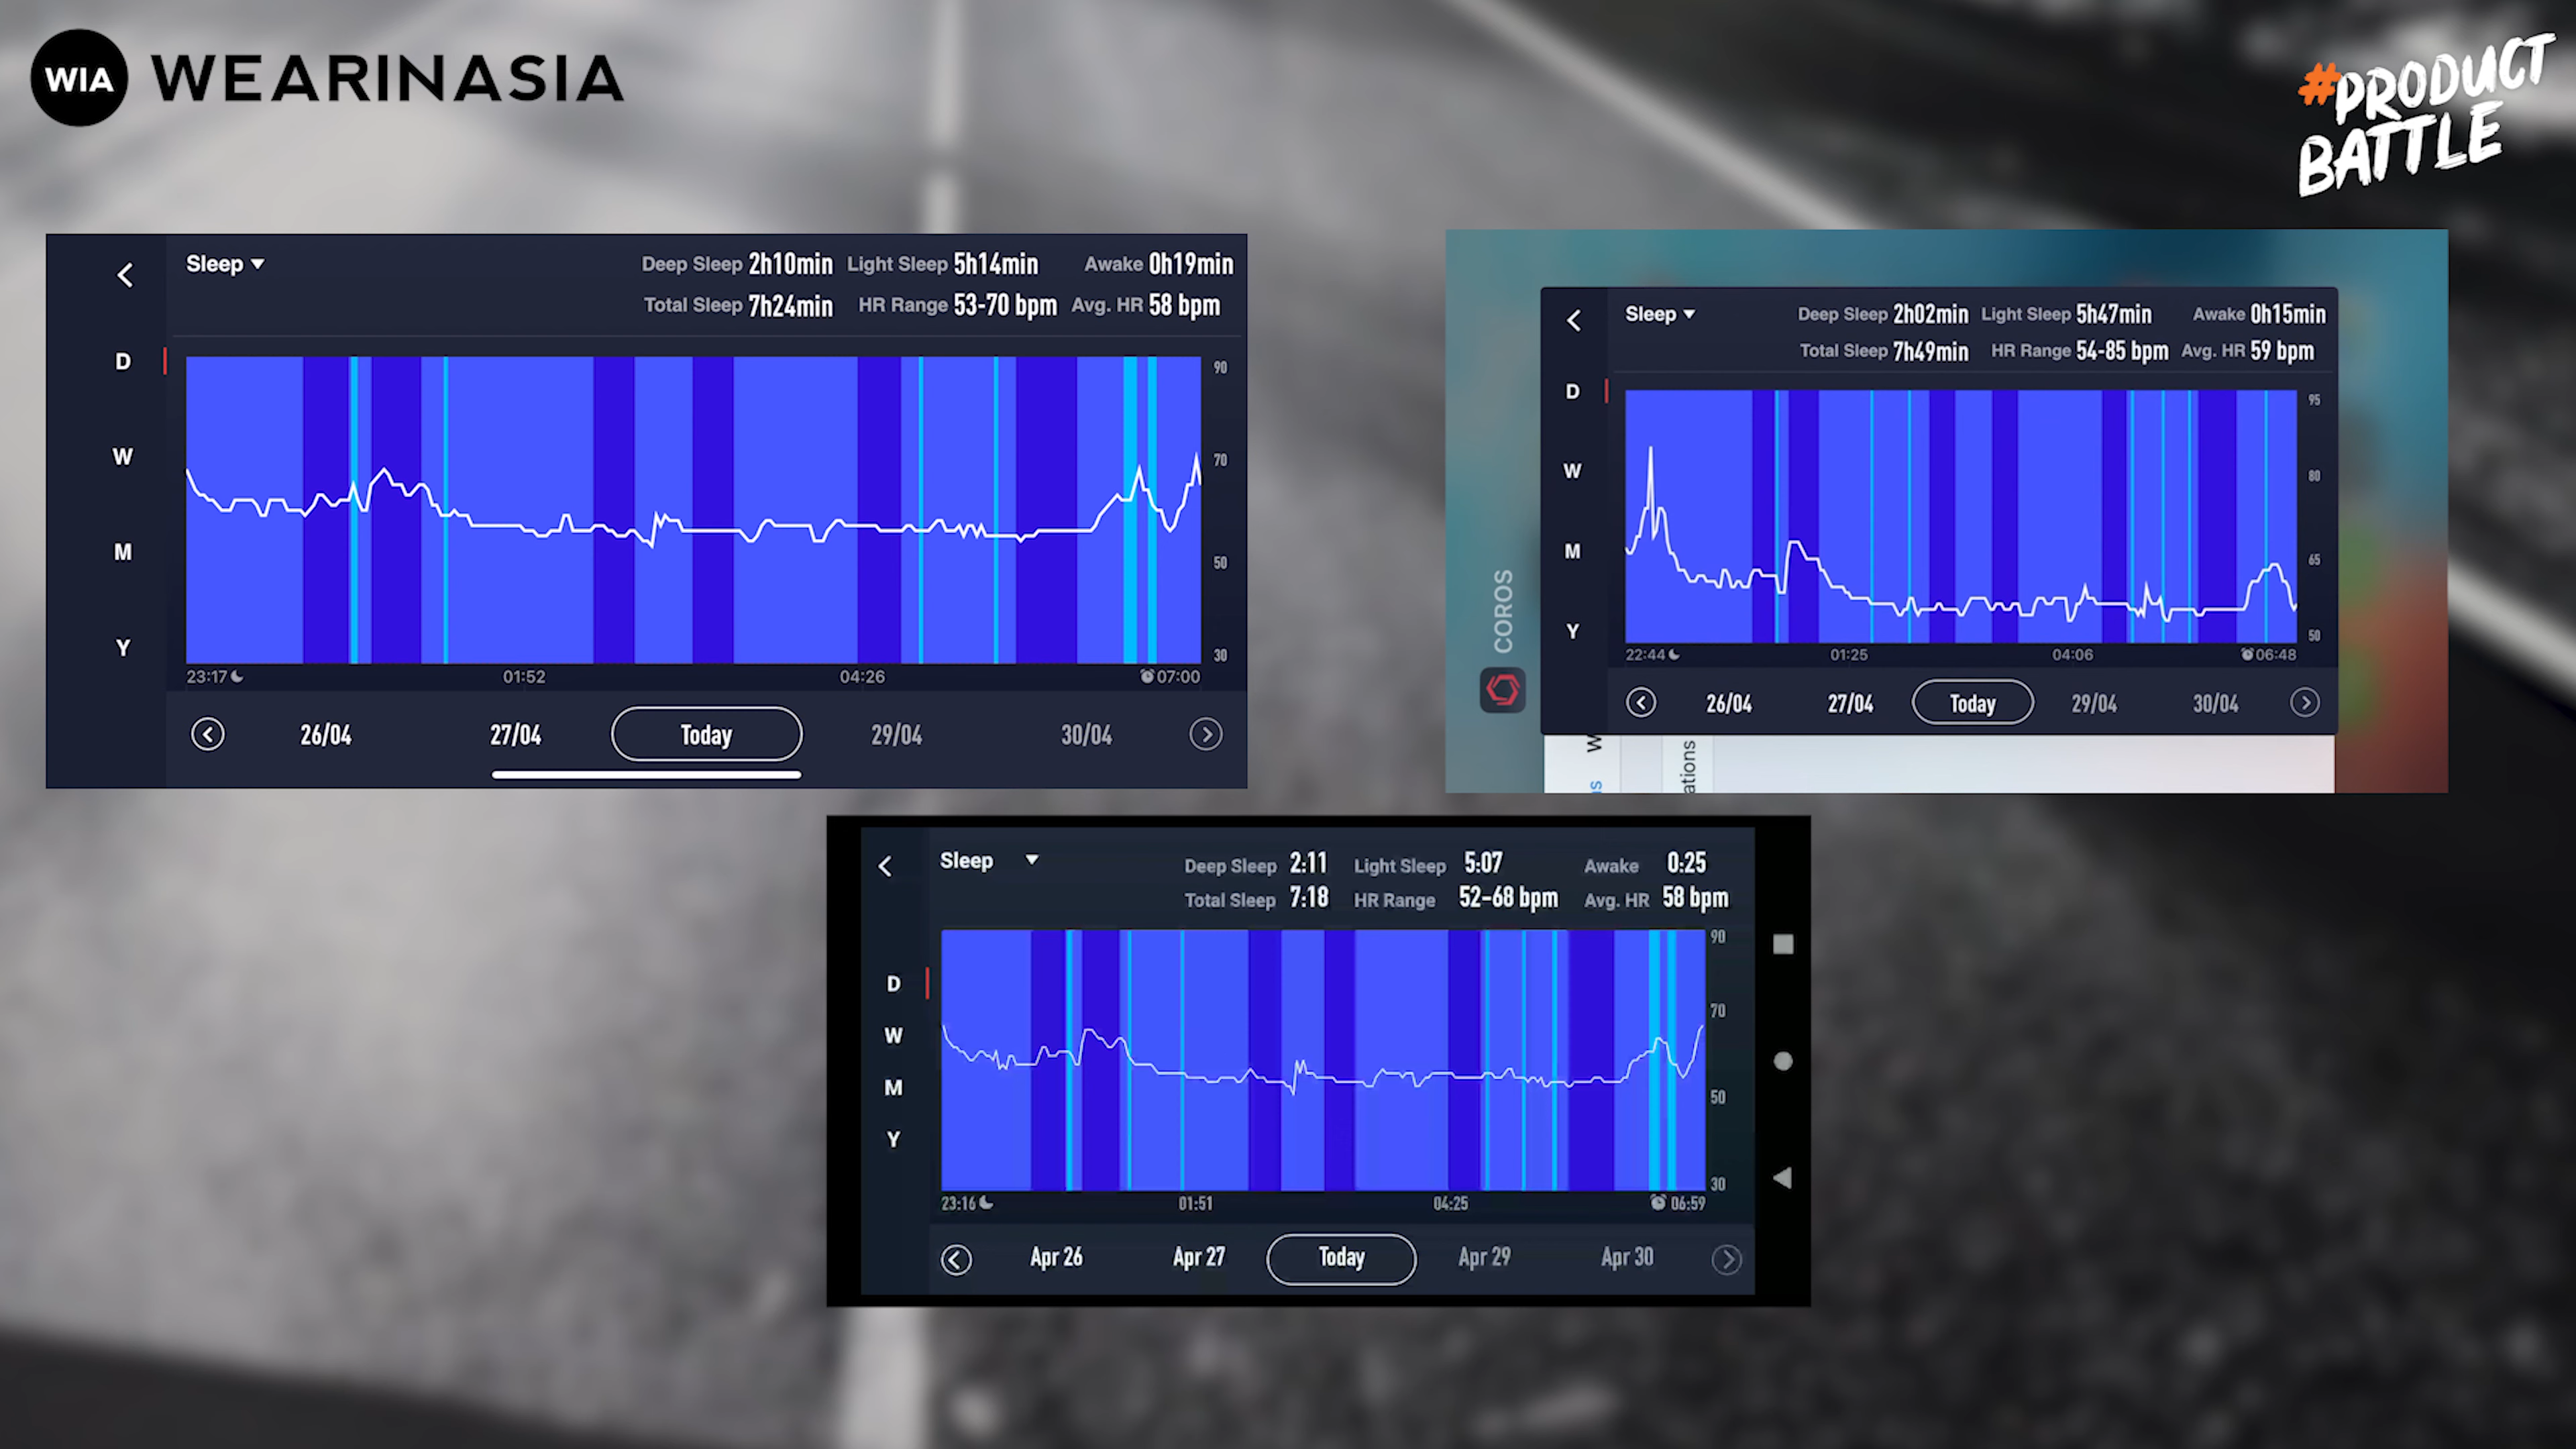 WIA WEARINASIA
#PRODUCT
BATTLE
Sleep
Deep Sleep 2h10min Light Sleep 5h14min Awake 0h19min
Total Sleep 7h24min HR Range 53-70 bpm Avg. HR 58 bpm
D
W
M
Y
90
70
50
30
23:17 01:52 04:26 07:00
26/04 27/04 Today 29/04 30/04
COROS
Sleep
Deep Sleep 2h02min Light Sleep 5h47min Awake 0h15min
Total Sleep 7h49min HR Range 54-85 bpm Avg. HR 59 bpm
D
W
M
Y
95
80
65
50
22:44 01:25 04:06 06:48
26/04 27/04 Today 29/04 30/04
W
s
ations
Sleep
Deep Sleep 2:11 Light Sleep 5:07 Awake 0:25
Total Sleep 7:18 HR Range 52-68 bpm Avg. HR 58 bpm
D
W
M
Y
90
70
50
30
23:16 01:51 04:25 06:59
Apr 26 Apr 27 Today Apr 29 Apr 30